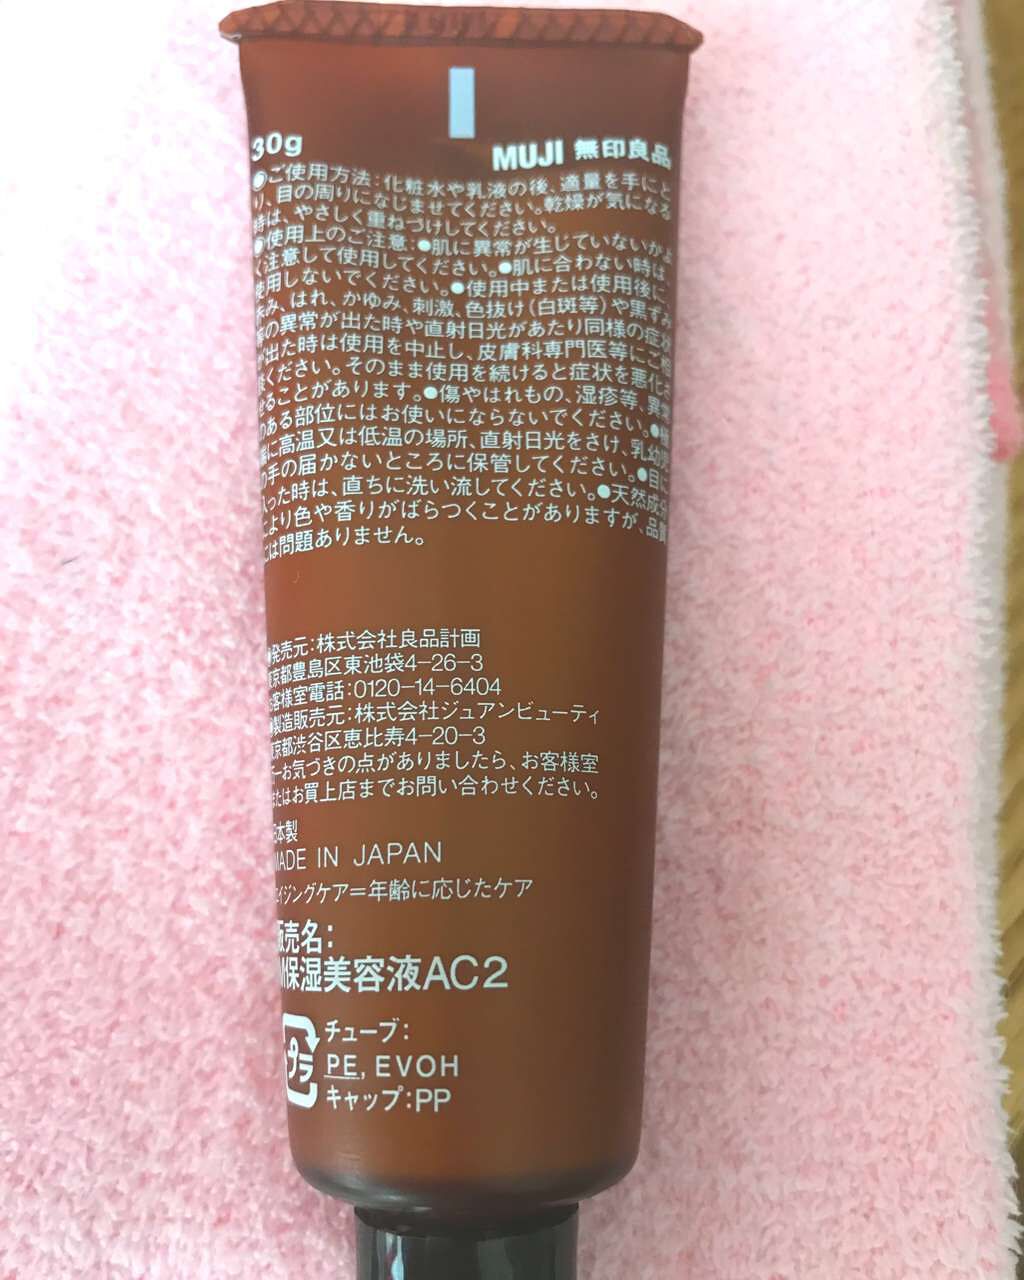 30g
MUJI 無印良品
●ご使用方法:化粧水や乳液の後、適量を手にと
り、目の周りになじませてください。乾燥が気になる
時は、やさしく重ねづけしてください。
●使用上のご注意:●肌に異常が生じていないかよ
く注意して使用してください。●肌に合わない時は、
使用しないでください。●使用中または使用後に
赤み、はれ、かゆみ、刺激、色抜け(白斑等)や黒ずみ
等の異常が出た時や直射日光があたり同様の症状
が出た時は使用を中止し、皮膚科専門医等にご相
談ください。そのまま使用を続けると症状を悪化さ
せることがあります。●傷やはれもの、湿疹等、異常
のある部位にはお使いにならないでください。●極
端に高温又は低温の場所、直射日光をさけ、乳幼児
の手の届かないところに保管してください。●目に
入った時は、直ちに洗い流してください。●天然成分
により色や香りがばらつくことがありますが、品質
には問題ありません。
●発売元:株式会社良品計画
東京都豊島区東池袋4-26-3
お客様室電話:0120-14-6404
●製造販売元:株式会社ジュアンビューティ
東京都渋谷区恵比寿4-20-3
万一お気づきの点がありましたら、お客様室
またはお買上店までお問い合わせください。
日本製
MADE IN JAPAN
エイジングケア=年齢に応じたケア
販売名:
M保湿美容液AC2
プラ
チューブ:
PE, EVOH
キャップ:PP